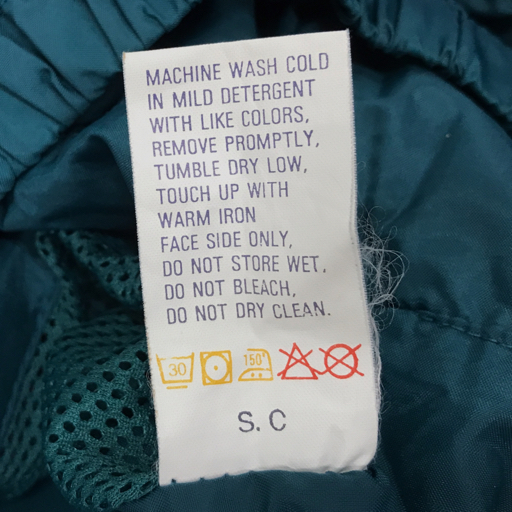 MACHINE WASH COLD
IN MILD DETERGENT
WITH LIKE COLORS,
REMOVE PROMPTLY,
TUMBLE DRY LOW,
TOUCH UP WITH
WARM IRON
FACE SIDE ONLY,
DO NOT STORE WET,
DO NOT BLEACH,
DO NOT DRY CLEAN.
30 150°
S. C